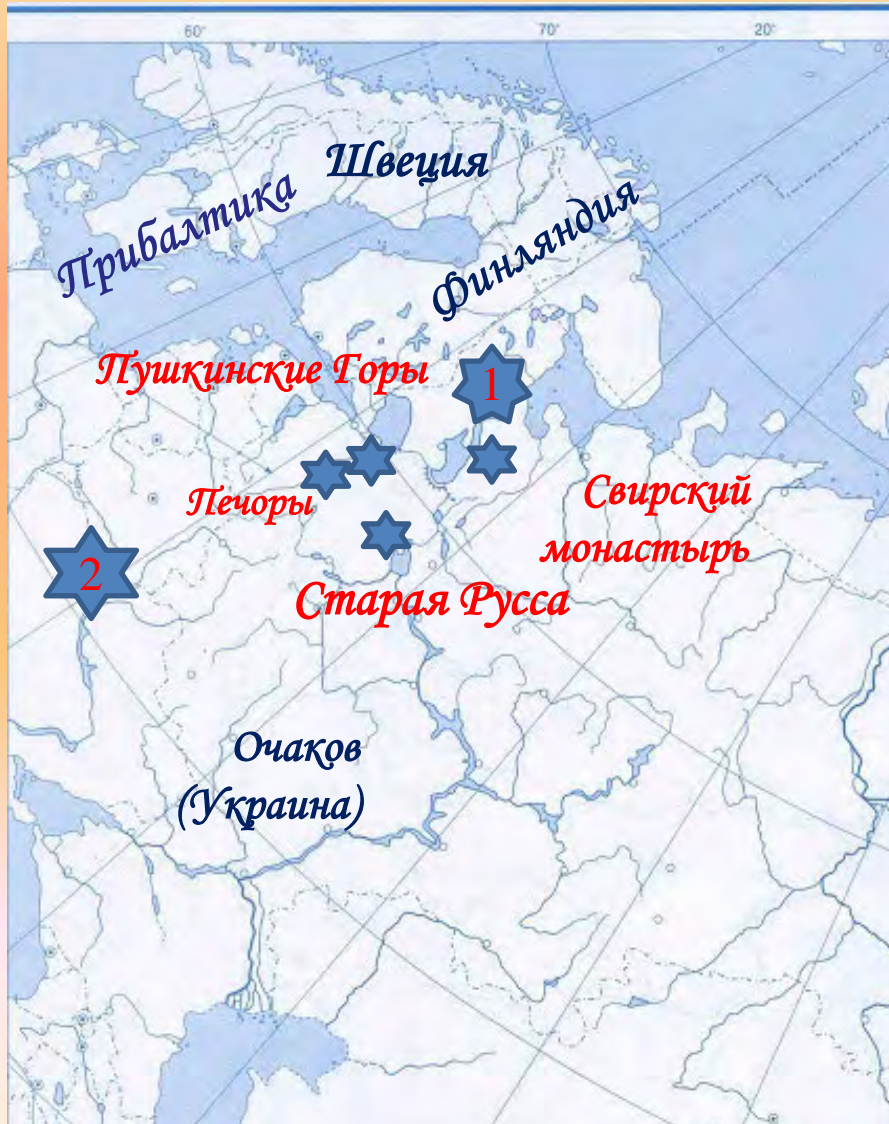 60° 70° 20°
Швеция
Прибалтика
Финляндия
Пушкинские Горы
1
Печоры
Свирский
монастырь
2
Старая Русса
Очаков
(Украина)